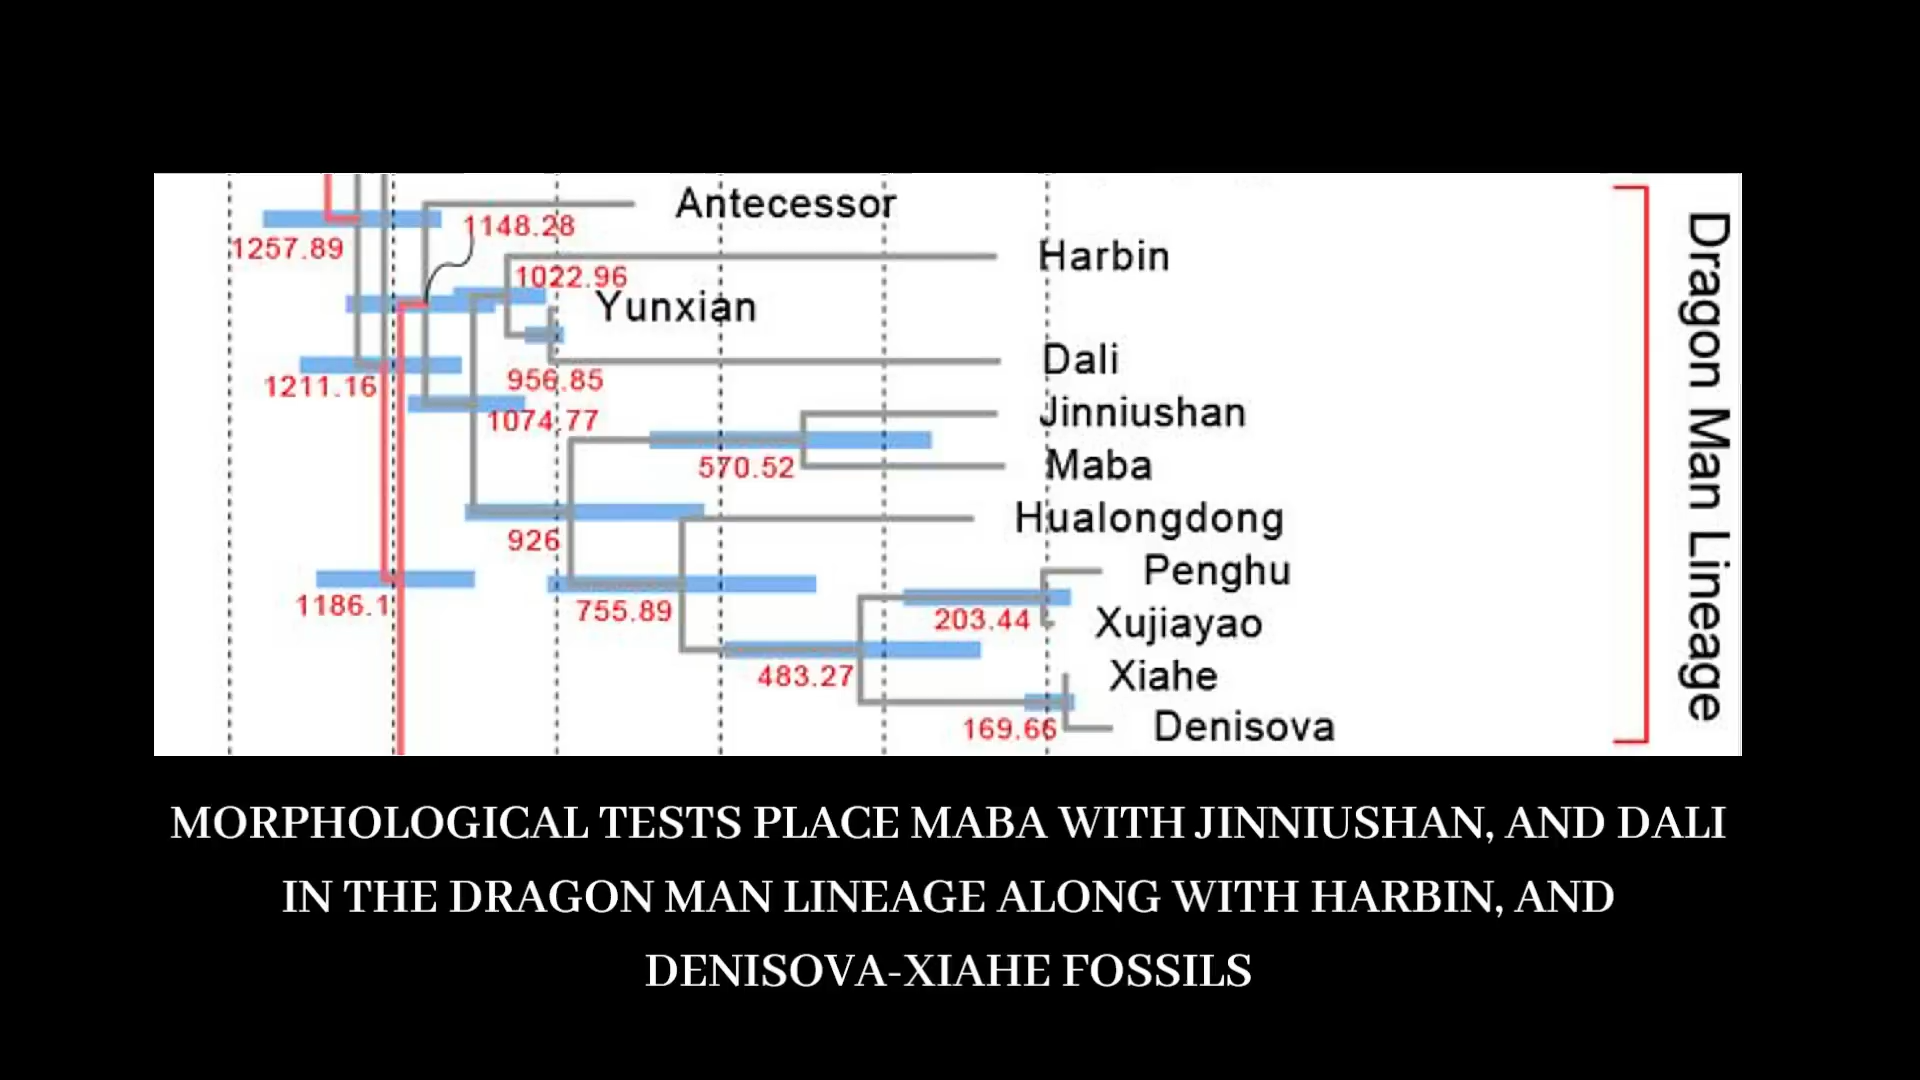 Antecessor
1148.28
1257.89
Harbin
1022.96
Yunxian
Dali
956.85
1211.16
1074.77
Jinniushan
570.52
Maba
Hualongdong
926
Penghu
1186.1
755.89
203.44
Xujiayao
483.27
Xiahe
169.66
Denisova
Dragon Man Lineage
MORPHOLOGICAL TESTS PLACE MABA WITH JINNIUSHAN, AND DALI
IN THE DRAGON MAN LINEAGE ALONG WITH HARBIN, AND
DENISOVA-XIAHE FOSSILS